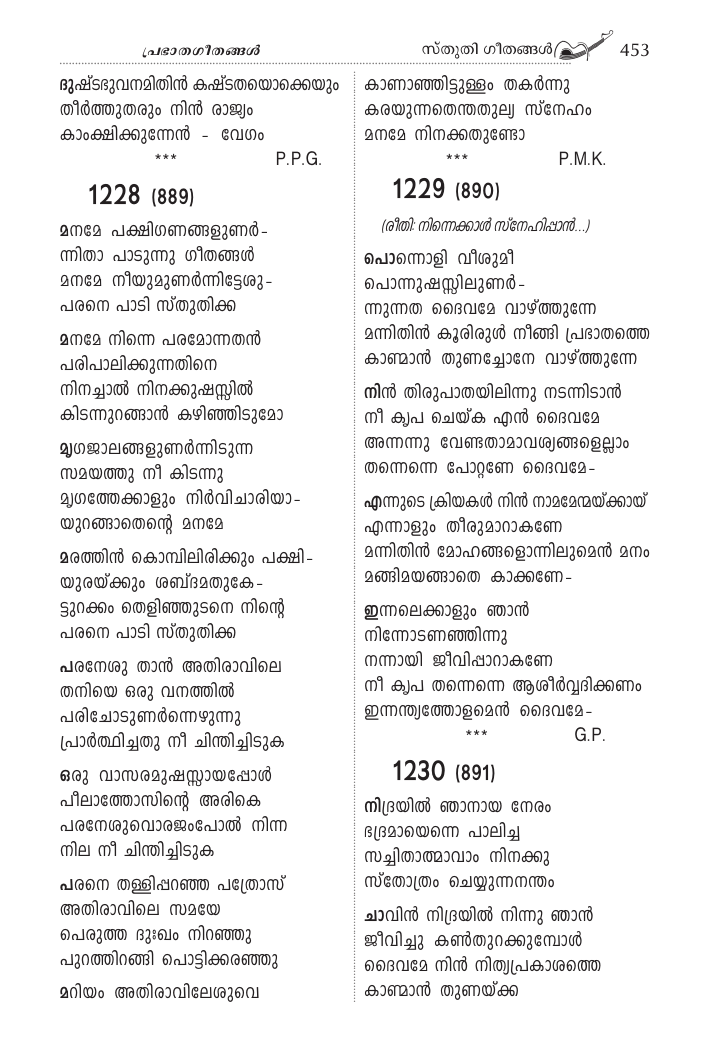 പ്രഭാതഗീതങ്ങൾ
സ്തുതി ഗീതങ്ങൾ 453
ദുഷ്ടഭുവനമിതിൻ കഷ്ടതയൊക്കെയും
തീർത്തുതരും നിൻ രാജ്യം
കാംക്ഷിക്കുന്നേൻ - വേഗം
*** P.P.G.
1228 (889)
മനമേ പക്ഷിഗണങ്ങളുണർ-
ന്നിതാ പാടുന്നു ഗീതങ്ങൾ
മനമേ നീയുമുണർന്നിട്ടേശു-
പരനെ പാടി സ്തുതിക്ക
മനമേ നിന്നെ പരമോന്നതൻ
പരിപാലിക്കുന്നതിനെ
നിനച്ചാൽ നിനക്കുഷസ്സിൽ
കിടന്നുറങ്ങാൻ കഴിഞ്ഞിടുമോ
മൃഗജാലങ്ങളുണർന്നിടുന്ന
സമയത്തു നീ കിടന്നു
മൃഗത്തേക്കാളും നിർവിചാരിയാ-
യുറങ്ങാതെന്റെ മനമേ
മരത്തിൻ കൊമ്പിലിരിക്കും പക്ഷി-
യുരയ്ക്കും ശബ്ദമതുകേ-
ട്ടുറക്കം തെളിഞ്ഞുടനെ നിന്റെ
പരനെ പാടി സ്തുതിക്ക
പരനേശു താൻ അതിരാവിലെ
തനിയെ ഒരു വനത്തിൽ
പരിചോടുണർന്നെഴുന്നു
പ്രാർത്ഥിച്ചതു നീ ചിന്തിച്ചിടുക
ഒരു വാസരമുഷസ്സായപ്പോൾ
പീലാത്തോസിന്റെ അരികെ
പരനേശുവൊരജംപോൽ നിന്ന
നില നീ ചിന്തിച്ചിടുക
പരനെ തള്ളിപ്പറഞ്ഞ പത്രോസ്
അതിരാവിലെ സമയേ
പെരുത്ത ദുഃഖം നിറഞ്ഞു
പുറത്തിറങ്ങി പൊട്ടിക്കരഞ്ഞു
മറിയം അതിരാവിലേശുവെ
കാണാഞ്ഞിട്ടുള്ളം തകർന്നു
കരയുന്നതെന്തതുല്യ സ്നേഹം
മനമേ നിനക്കതുണ്ടോ
*** P.M.K.
1229 (890)
(രീതി: നിന്നെക്കാൾ സ്നേഹിപ്പാൻ...)
പൊന്നൊളി വീശുമീ
പൊന്നുഷസ്സിലുണർ-
ന്നുന്നത ദൈവമേ വാഴ്ത്തുന്നേ
മന്നിതിൻ കൂരിരുൾ നീങ്ങി പ്രഭാതത്തെ
കാണ്മാൻ തുണച്ചോനേ വാഴ്ത്തുന്നേ
നിൻ തിരുപാതയിലിന്നു നടന്നിടാൻ
നീ കൃപ ചെയ്ക എൻ ദൈവമേ
അന്നന്നു വേണ്ടതാമാവശ്യങ്ങളെല്ലാം
തന്നെന്നെ പോറ്റണേ ദൈവമേ-
എന്നുടെ ക്രിയകൾ നിൻ നാമമേന്മയ്ക്കായ്
എന്നാളും തീരുമാറാകണേ
മന്നിതിൻ മോഹങ്ങളൊന്നിലുമെൻ മനം
മങ്ങിമയങ്ങാതെ കാക്കണേ-
ഇന്നലെക്കാളും ഞാൻ
നിന്നോടണഞ്ഞിന്നു
നന്നായി ജീവിപ്പാറാകണേ
നീ കൃപ തന്നെന്നെ ആശീർവ്വദിക്കണം
ഇന്നന്ത്യത്തോളമെൻ ദൈവമേ-
*** G.P.
1230 (891)
നിദ്രയിൽ ഞാനായ നേരം
ഭദ്രമായെന്നെ പാലിച്ച
സച്ചിതാത്മാവാം നിനക്കു
സ്തോത്രം ചെയ്യുന്നനന്തം
ചാവിൻ നിദ്രയിൽ നിന്നു ഞാൻ
ജീവിച്ചു കൺതുറക്കുമ്പോൾ
ദൈവമേ നിൻ നിത്യപ്രകാശത്തെ
കാണ്മാൻ തുണയ്ക്ക